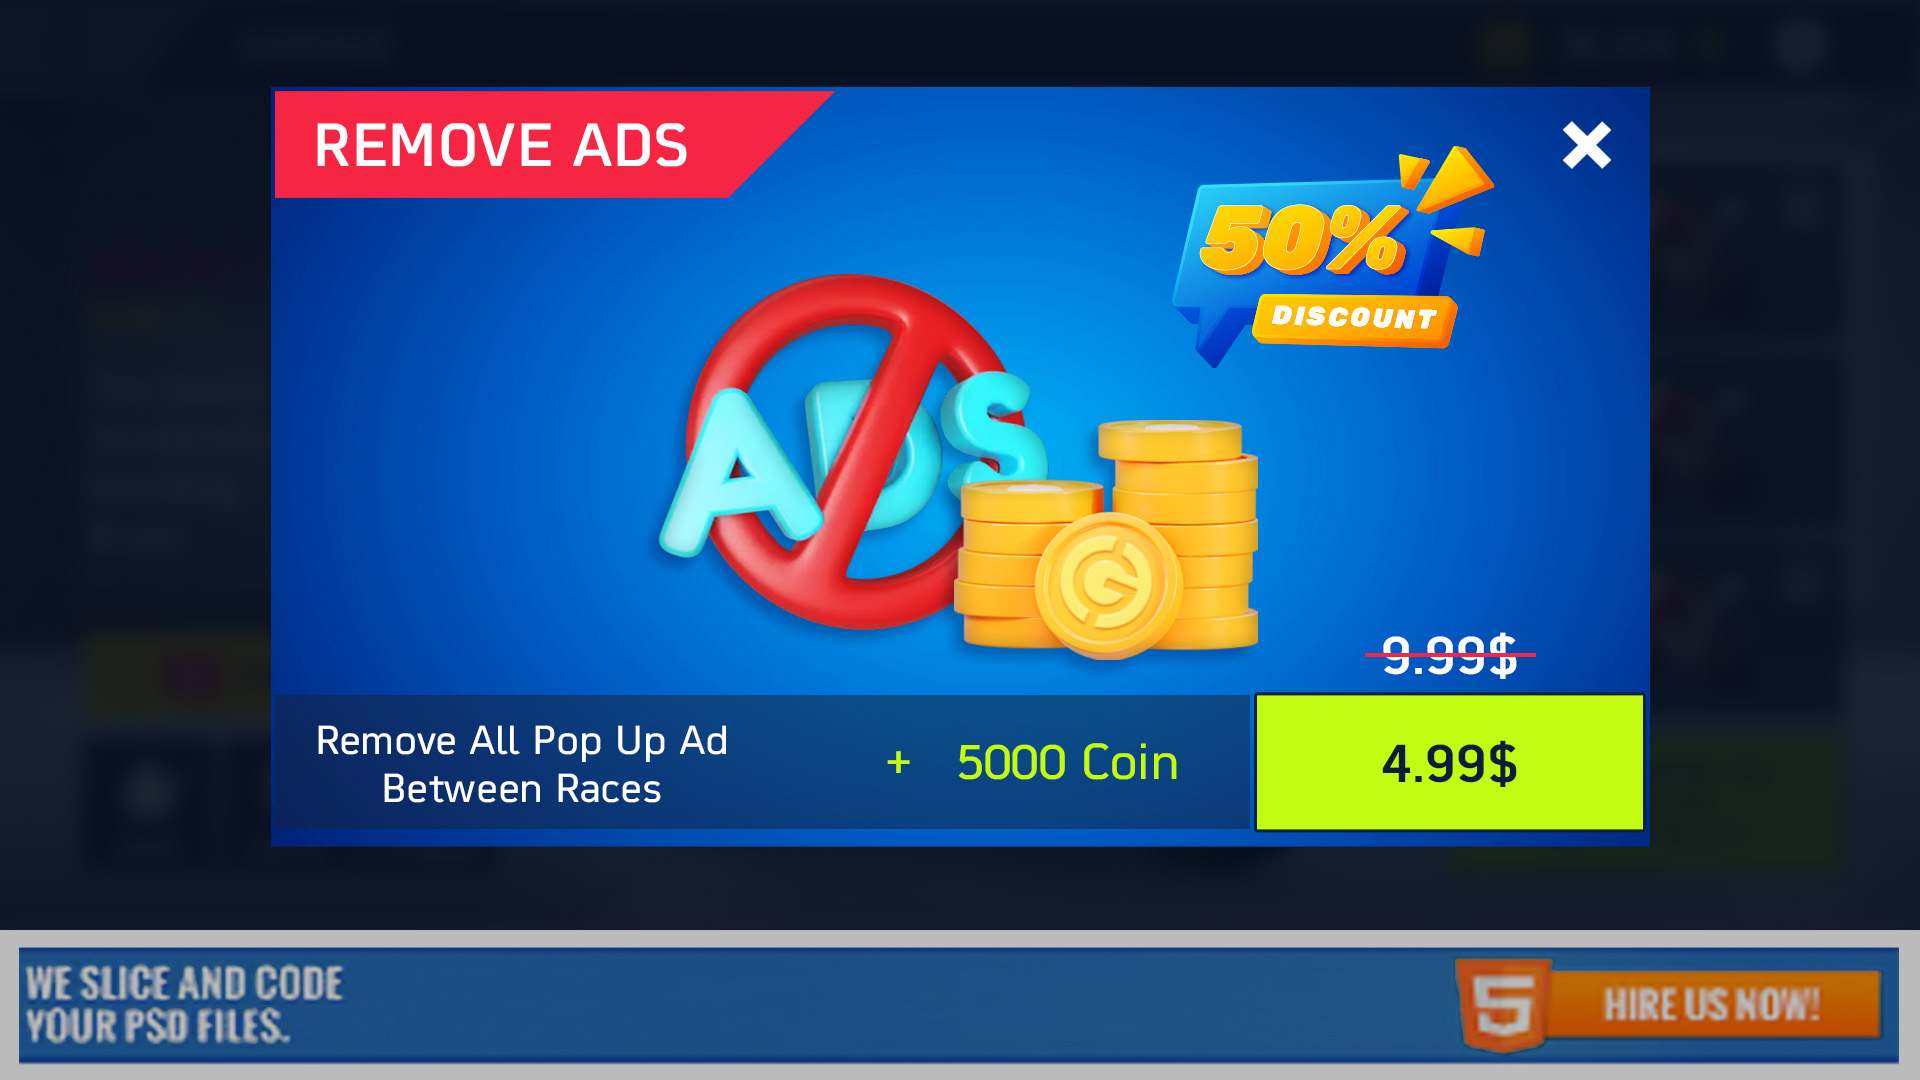 REMOVE ADS
50%
DISCOUNT
ADS
9.99$
Remove All Pop Up Ad
Between Races
+ 5000 Coin
4.99$
WE SLICE AND CODE
YOUR PSD FILES.
5
HIRE US NOW!